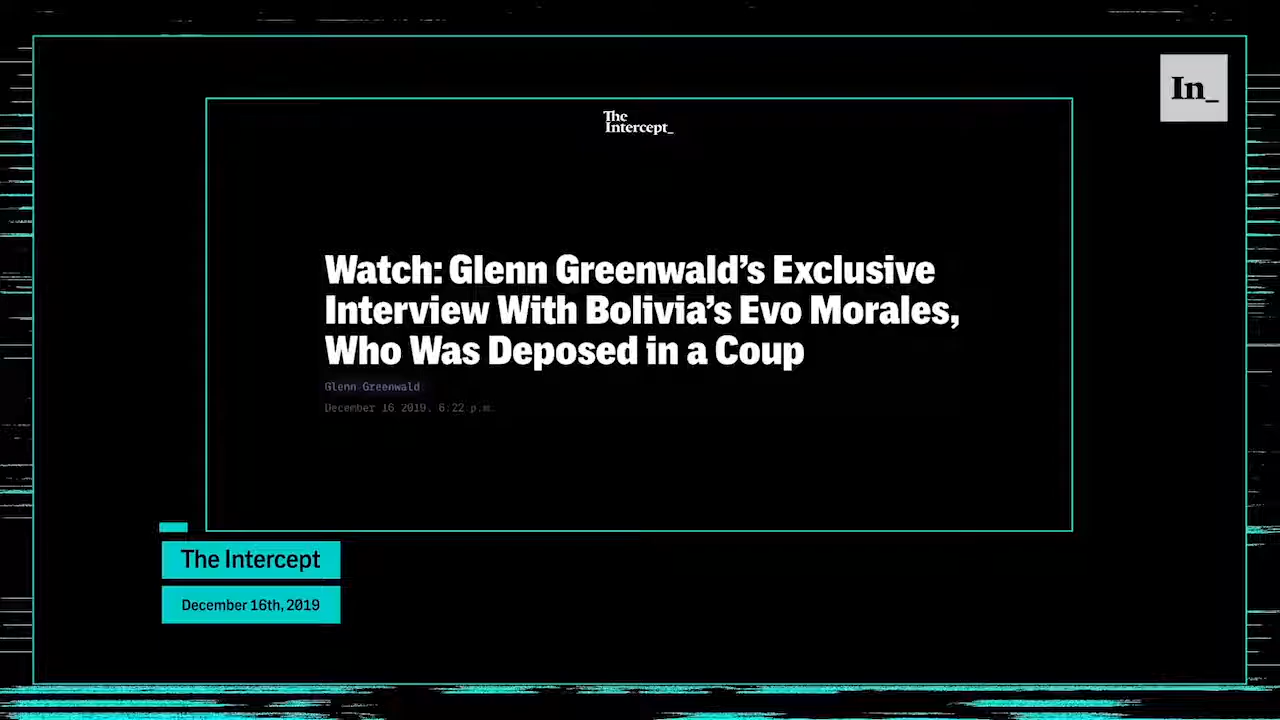 In_
The
Intercept_
Watch: Glenn Greenwald’s Exclusive
Interview With Bolivia’s Evo Morales,
Who Was Deposed in a Coup
Glenn Greenwald
December 16 2019, 6:22 p.m.
The Intercept
December 16th, 2019